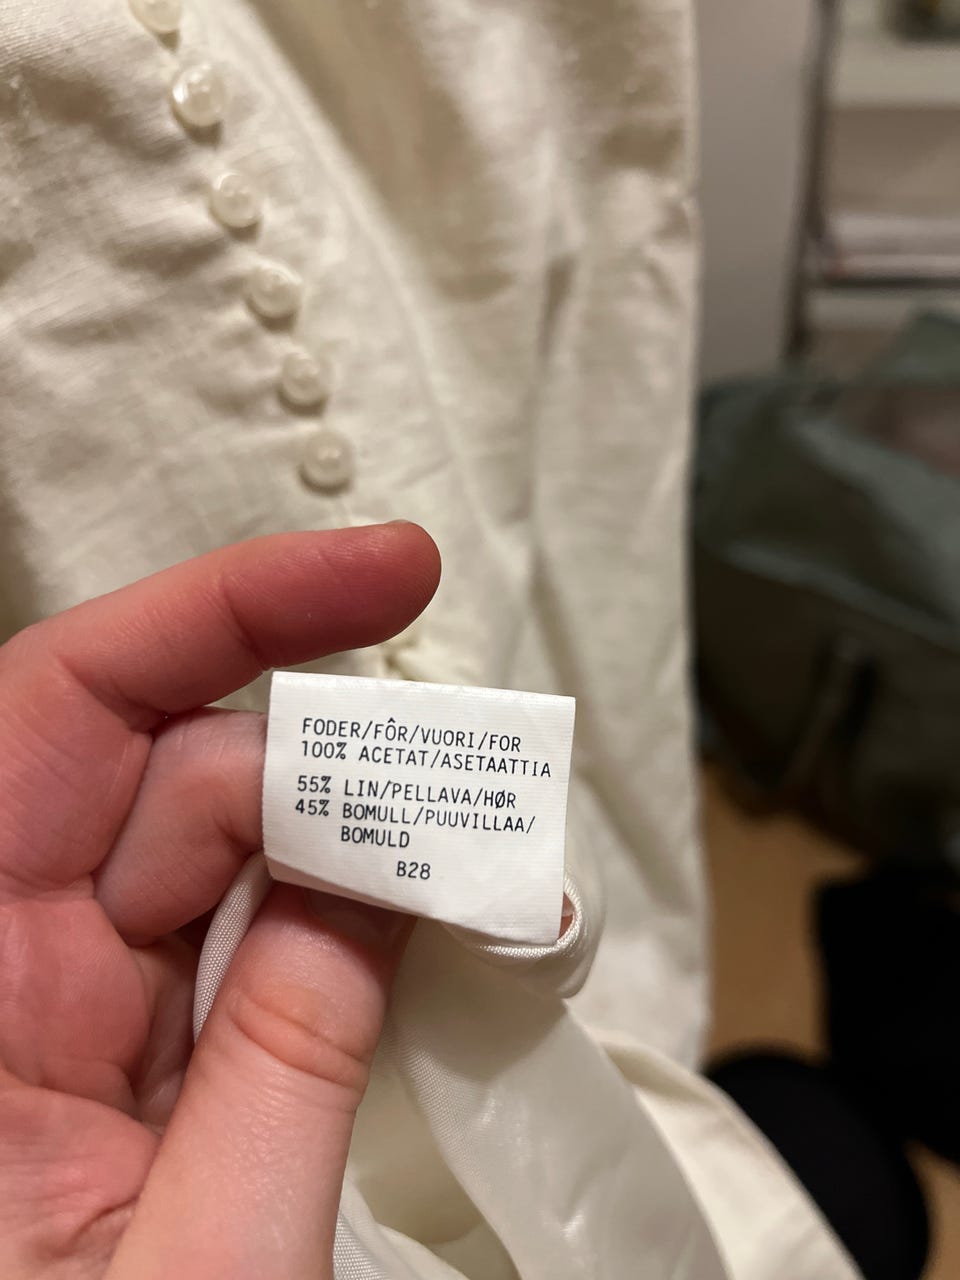 FODER/FÔR/VUORI/FOR
100% ACETAT/ASETAATTIA
55% LIN/PELLAVA/HØR
45% BOMULL/PUUVILLAA/
BOMULD
B28